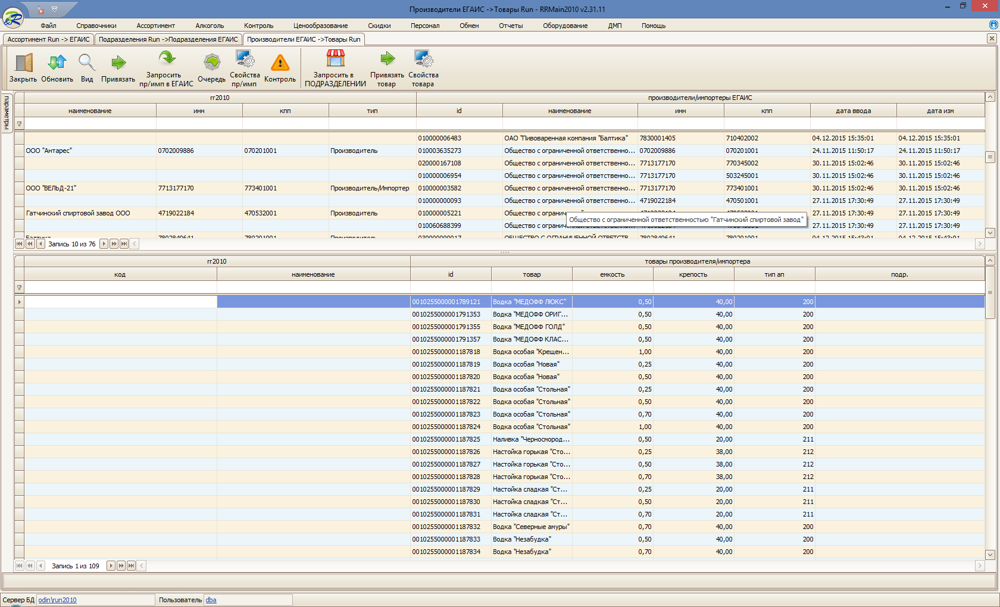 Производители ЕГАИС ->Товары Run - RRMain2010 v2.31.11
&R
Файл Справочники Ассортимент Алкоголь Контроль Ценообразование Скидки Персонал Обмен Отчеты Оборудование ДМП Помощь
Ассортимент Run -> ЕГАИС Подразделения Run ->Подразделения ЕГАИС Производители ЕГАИС ->Товары Run
Закрыть Обновить Вид Привязать Запросить пр/имп в ЕГАИС Очередь Свойства пр/имп Контроль Запросить в ПОДРАЗДЕЛЕНИИ Привязять товар Свойства товара
параметры
rr2010 производители/импортеры ЕГАИС
наименование инн кпп тип id наименование инн кпп дата ввода дата изм
010000006483 ОАО "Пивоваренная компания "Балтика" 7830001405 710402002 04.12.2015 15:35:01 04.12.2015 15:35:01
ООО "Антарес" 0702009886 070201001 Производитель 010003635273 Общество с ограниченной ответственно... 0702009886 070201001 24.11.2015 11:50:17 24.11.2015 11:50:17
020000167108 Общество с ограниченной ответственно... 7713177170 770345002 30.11.2015 15:02:46 30.11.2015 15:02:46
010000006954 Общество с ограниченной ответственно... 7713177170 503245001 30.11.2015 15:02:46 30.11.2015 15:02:46
ООО "ВЕЛЬД-21" 7713177170 773401001 Производитель/Импортер 010000003582 Общество с ограниченной ответственно... 7713177170 773401001 30.11.2015 15:02:46 30.11.2015 15:02:46
010000000093 Общество с ограниченной ответственно... 4719022184 470501001 27.11.2015 17:30:49 27.11.2015 17:30:49
Гатчинский спиртовой завод ООО 4719022184 470532001 Производитель 010000005221 Общество с ограничен 27.11.2015 17:30:49 27.11.2015 17:30:49
Общество с ограниченной ответственностью "Гатчинский спиртовой завод"
010060688399 Общество с ограничен 27.11.2015 17:30:49 27.11.2015 17:30:49
Балтика 7802849641 780201001 Производитель 7802849641 780201001 04.12.2015 15:43:01 04.12.2015 15:43:01
Запись 10 из 76
rr2010 товары производителя/импортера
код наименование id товар емкость крепость тип ап подр.
0010255000001789121 Водка "МЕДОФФ ЛЮКС" 0,50 40,00 200
0010255000001791353 Водка "МЕДОФФ ОРИГ... 0,50 40,00 200
0010255000001791355 Водка "МЕДОФФ ГОЛД" 0,50 40,00 200
0010255000001791357 Водка "МЕДОФФ КЛАС... 0,50 40,00 200
0010255000001187818 Водка особая "Крещен... 1,00 40,00 200
0010255000001187819 Водка особая "Новая" 0,25 40,00 200
0010255000001187820 Водка особая "Новая" 0,50 40,00 200
0010255000001187821 Водка особая "Стольная" 0,25 40,00 200
0010255000001187822 Водка особая "Стольная" 0,50 40,00 200
0010255000001187823 Водка особая "Стольная" 0,70 40,00 200
0010255000001187824 Водка особая "Стольная" 1,00 40,00 200
0010255000001187825 Наливка "Черносмород... 0,50 20,00 211
0010255000001187826 Настойка горькая "Сто... 0,25 38,00 212
0010255000001187827 Настойка горькая "Сто... 0,50 38,00 212
0010255000001187828 Настойка горькая "Сто... 0,70 38,00 212
0010255000001187829 Настойка сладкая "Ст... 0,25 20,00 211
0010255000001187830 Настойка сладкая "Ст... 0,50 20,00 211
0010255000001187831 Настойка сладкая "Ст... 0,70 20,00 211
0010255000001187832 Водка "Северные амуры" 0,70 40,00 200
0010255000001187833 Водка "Незабудка" 0,50 40,00 200
0010255000001187834 Водка "Незабудка" 0,70 40,00 200
Запись 1 из 109
Сервер БД odin\run2010 Пользователь dba